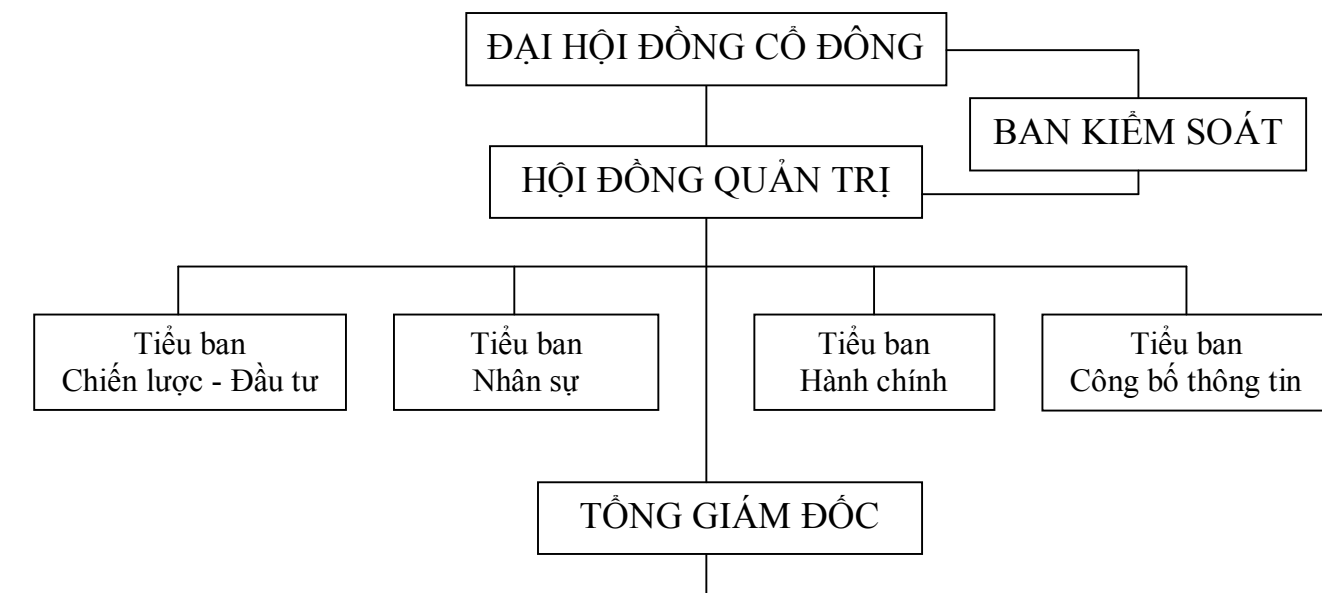 ĐẠI HỘI ĐỒNG CỔ ĐÔNG
BAN KIỂM SOÁT
HỘI ĐỒNG QUẢN TRỊ
Tiểu ban
Chiến lược - Đầu tư
Tiểu ban
Nhân sự
Tiểu ban
Hành chính
Tiểu ban
Công bố thông tin
TỔNG GIÁM ĐỐC